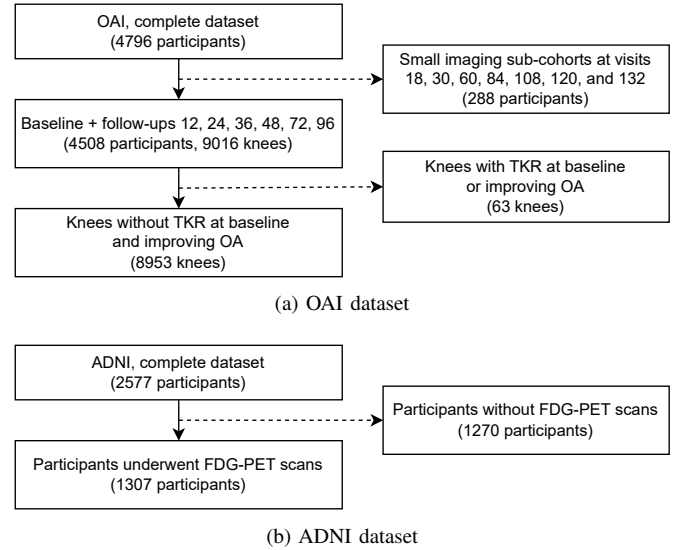 OAI, complete dataset
(4796 participants)
Small imaging sub-cohorts at visits
18, 30, 60, 84, 108, 120, and 132
(288 participants)
Baseline + follow-ups 12, 24, 36, 48, 72, 96
(4508 participants, 9016 knees)
Knees with TKR at baseline
or improving OA
(63 knees)
Knees without TKR at baseline
and improving OA
(8953 knees)
(a) OAI dataset
ADNI, complete dataset
(2577 participants)
Participants without FDG-PET scans
(1270 participants)
Participants underwent FDG-PET scans
(1307 participants)
(b) ADNI dataset